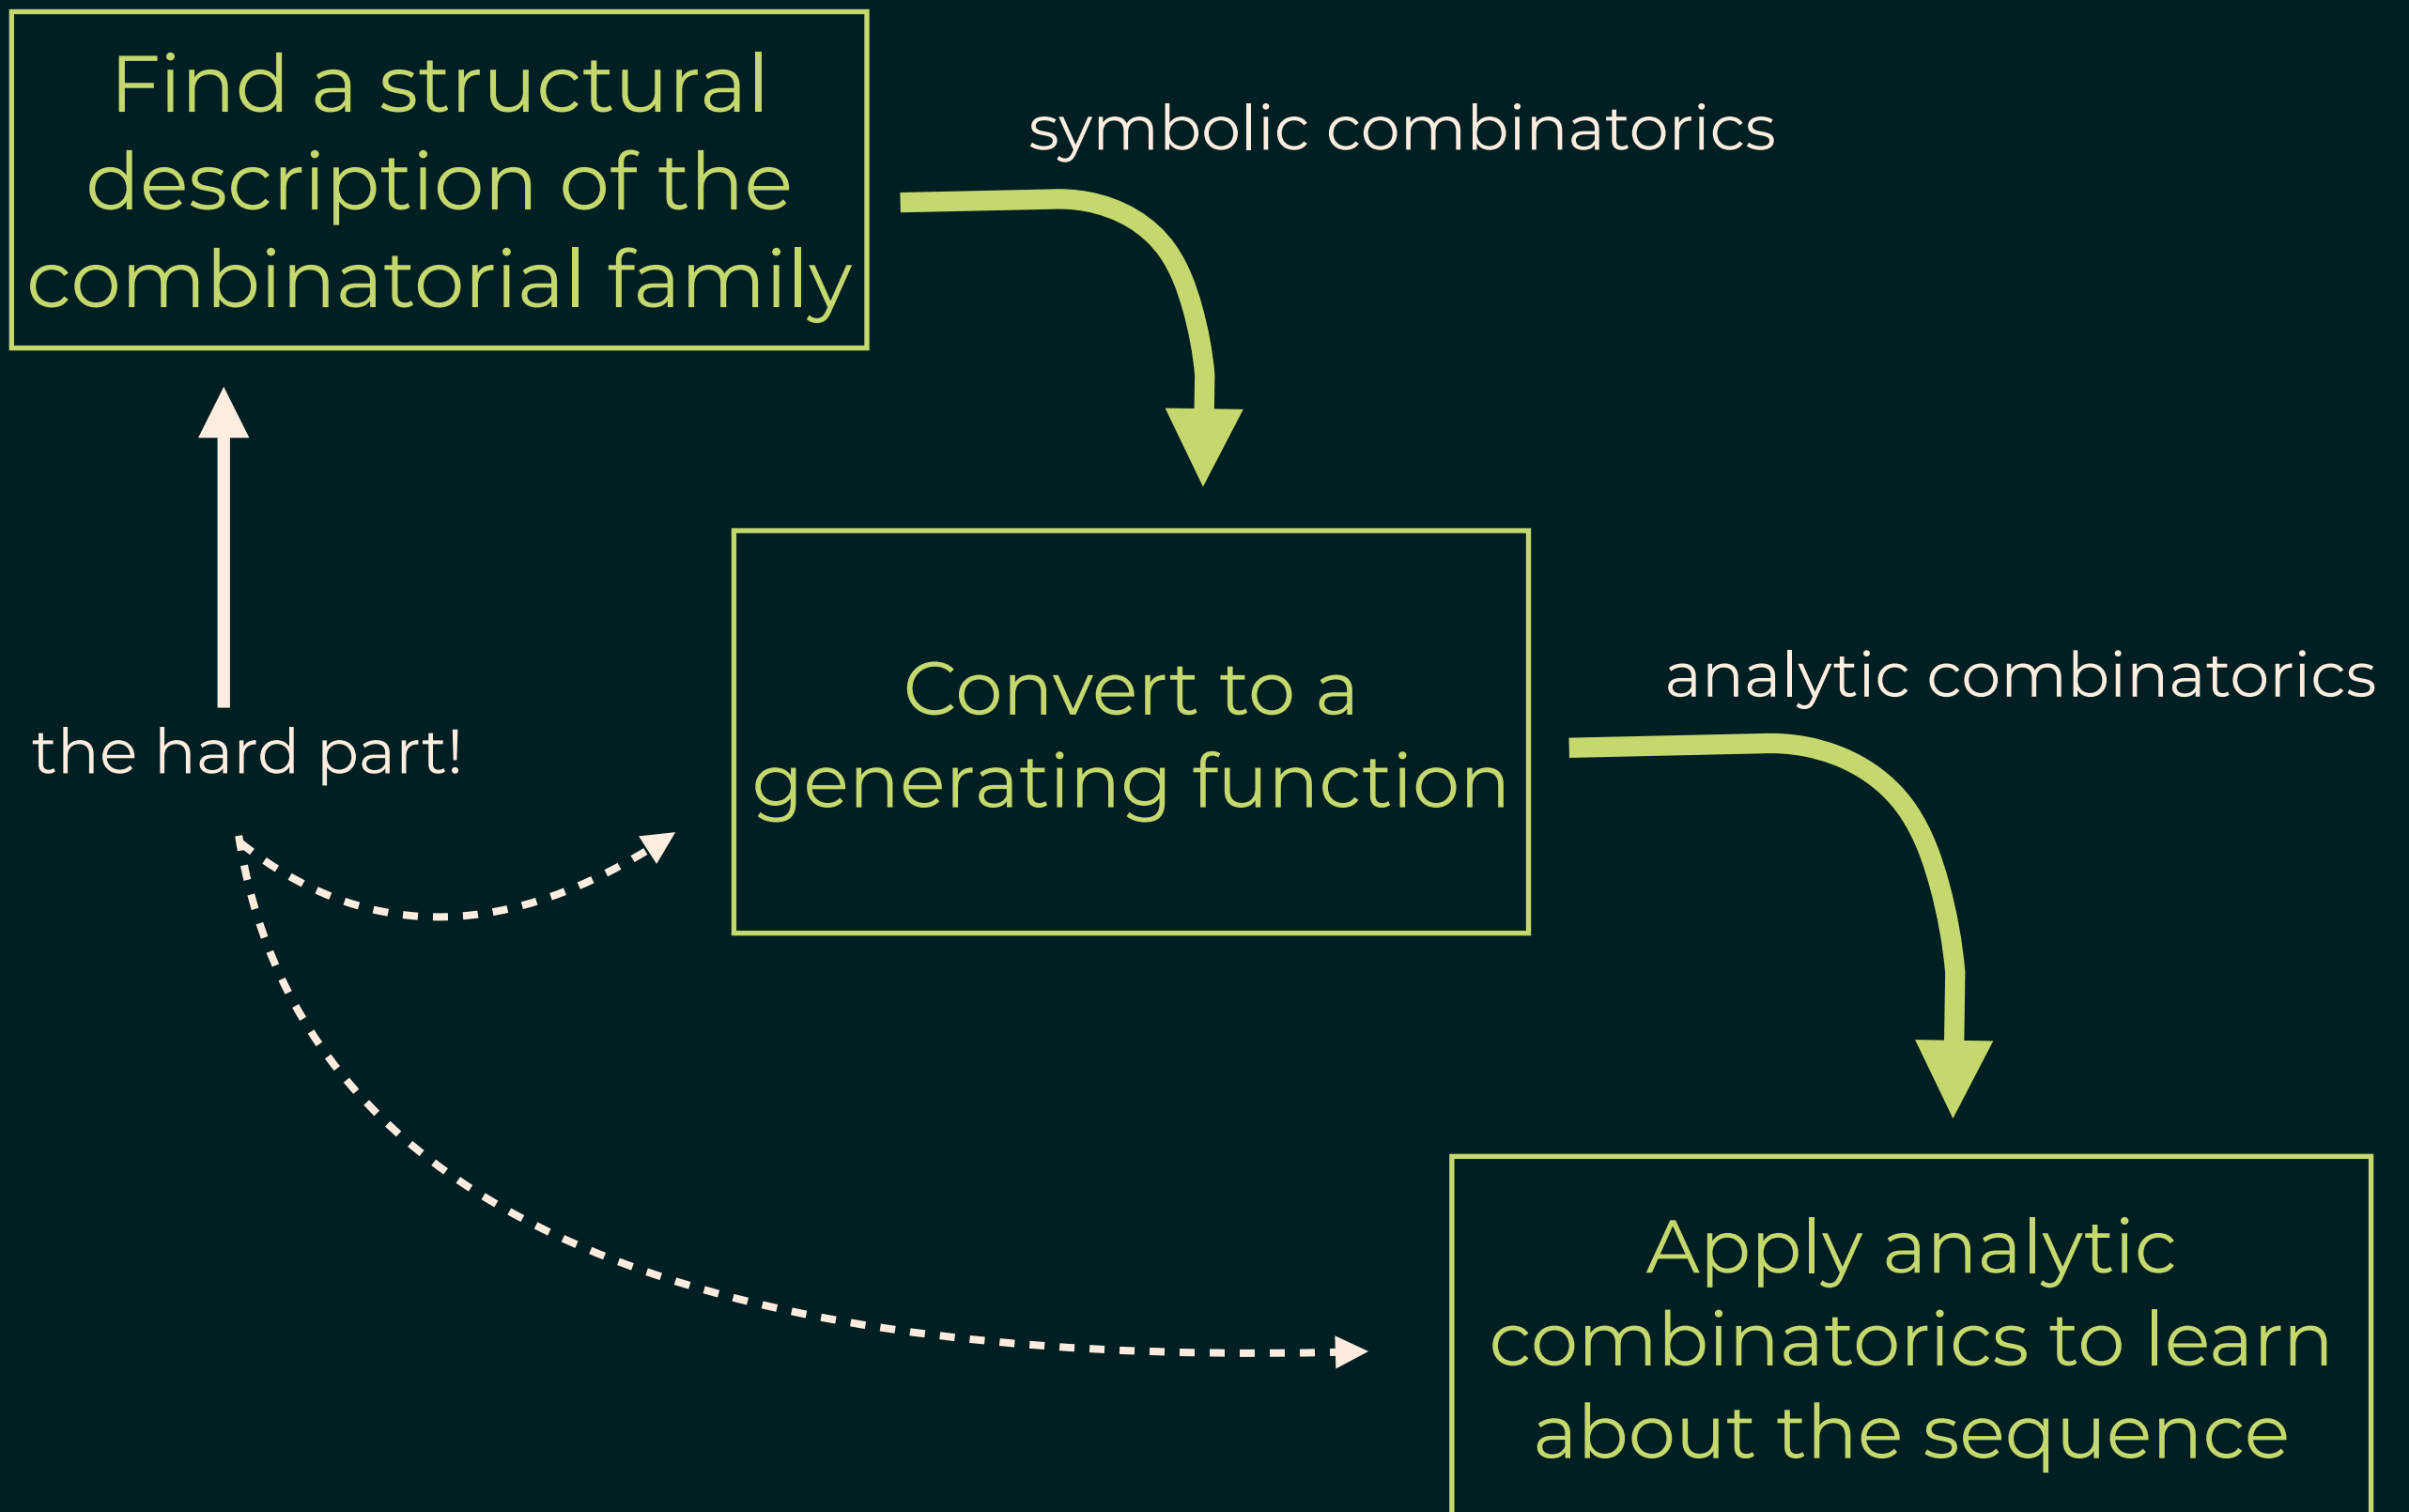 Find a structural
description of the
combinatorial family
symbolic combinatorics
Convert to a
generating function
analytic combinatorics
the hard part!
Apply analytic
combinatorics to learn
about the sequence